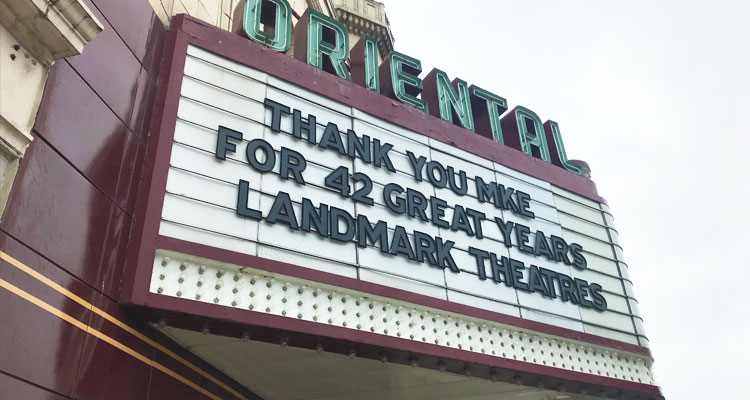 ORIENTAL
THANK YOU MKE
FOR 42 GREAT YEARS
LANDMARK THEATRES